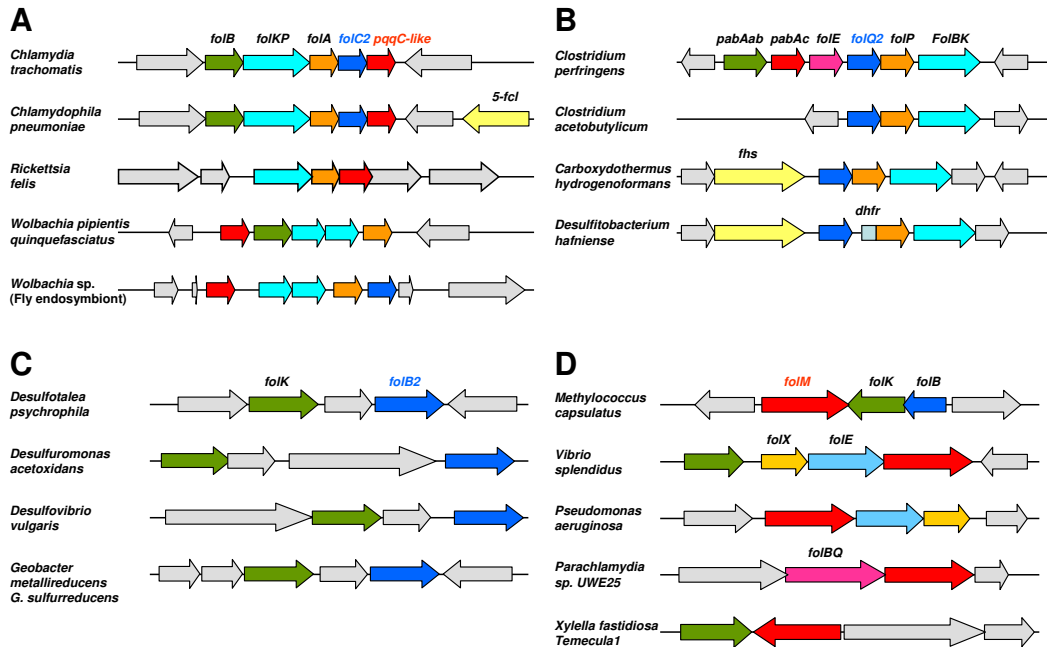 A
folB folKP folA folC2 pqqC-like
Chlamydia
trachomatis
5-fcl
Chlamydophila
pneumoniae
Rickettsia
felis
Wolbachia pipientis
quinquefasciatus
Wolbachia sp.
(Fly endosymbiont)
B
pabAab pabAc folE folQ2 folP FolBK
Clostridium
perfringens
Clostridium
acetobutylicum
fhs
Carboxydothermus
hydrogenoformans
dhfr
Desulfitobacterium
hafniense
C
folK folB2
Desulfotalea
psychrophila
Desulfuromonas
acetoxidans
Desulfovibrio
vulgaris
Geobacter
metallireducens
G. sulfurreducens
D
folM folK folB
Methylococcus
capsulatus
folX folE
Vibrio
splendidus
Pseudomonas
aeruginosa
folBQ
Parachlamydia
sp. UWE25
Xylella fastidiosa
Temecula1